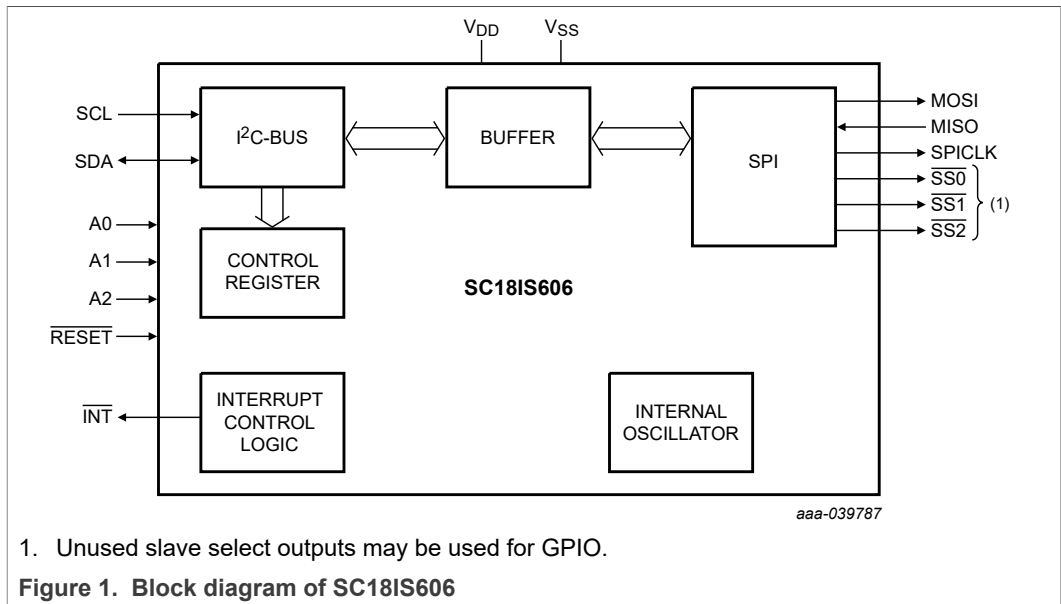 VDD
VSS
SCL
SDA
A0
A1
A2
RESET
INT
I2C-BUS
BUFFER
SPI
CONTROL
REGISTER
SC18IS606
INTERRUPT
CONTROL
LOGIC
INTERNAL
OSCILLATOR
MOSI
MISO
SPICLK
SS0
SS1
SS2
(1)
aaa-039787
1. Unused slave select outputs may be used for GPIO.
Figure 1. Block diagram of SC18IS606